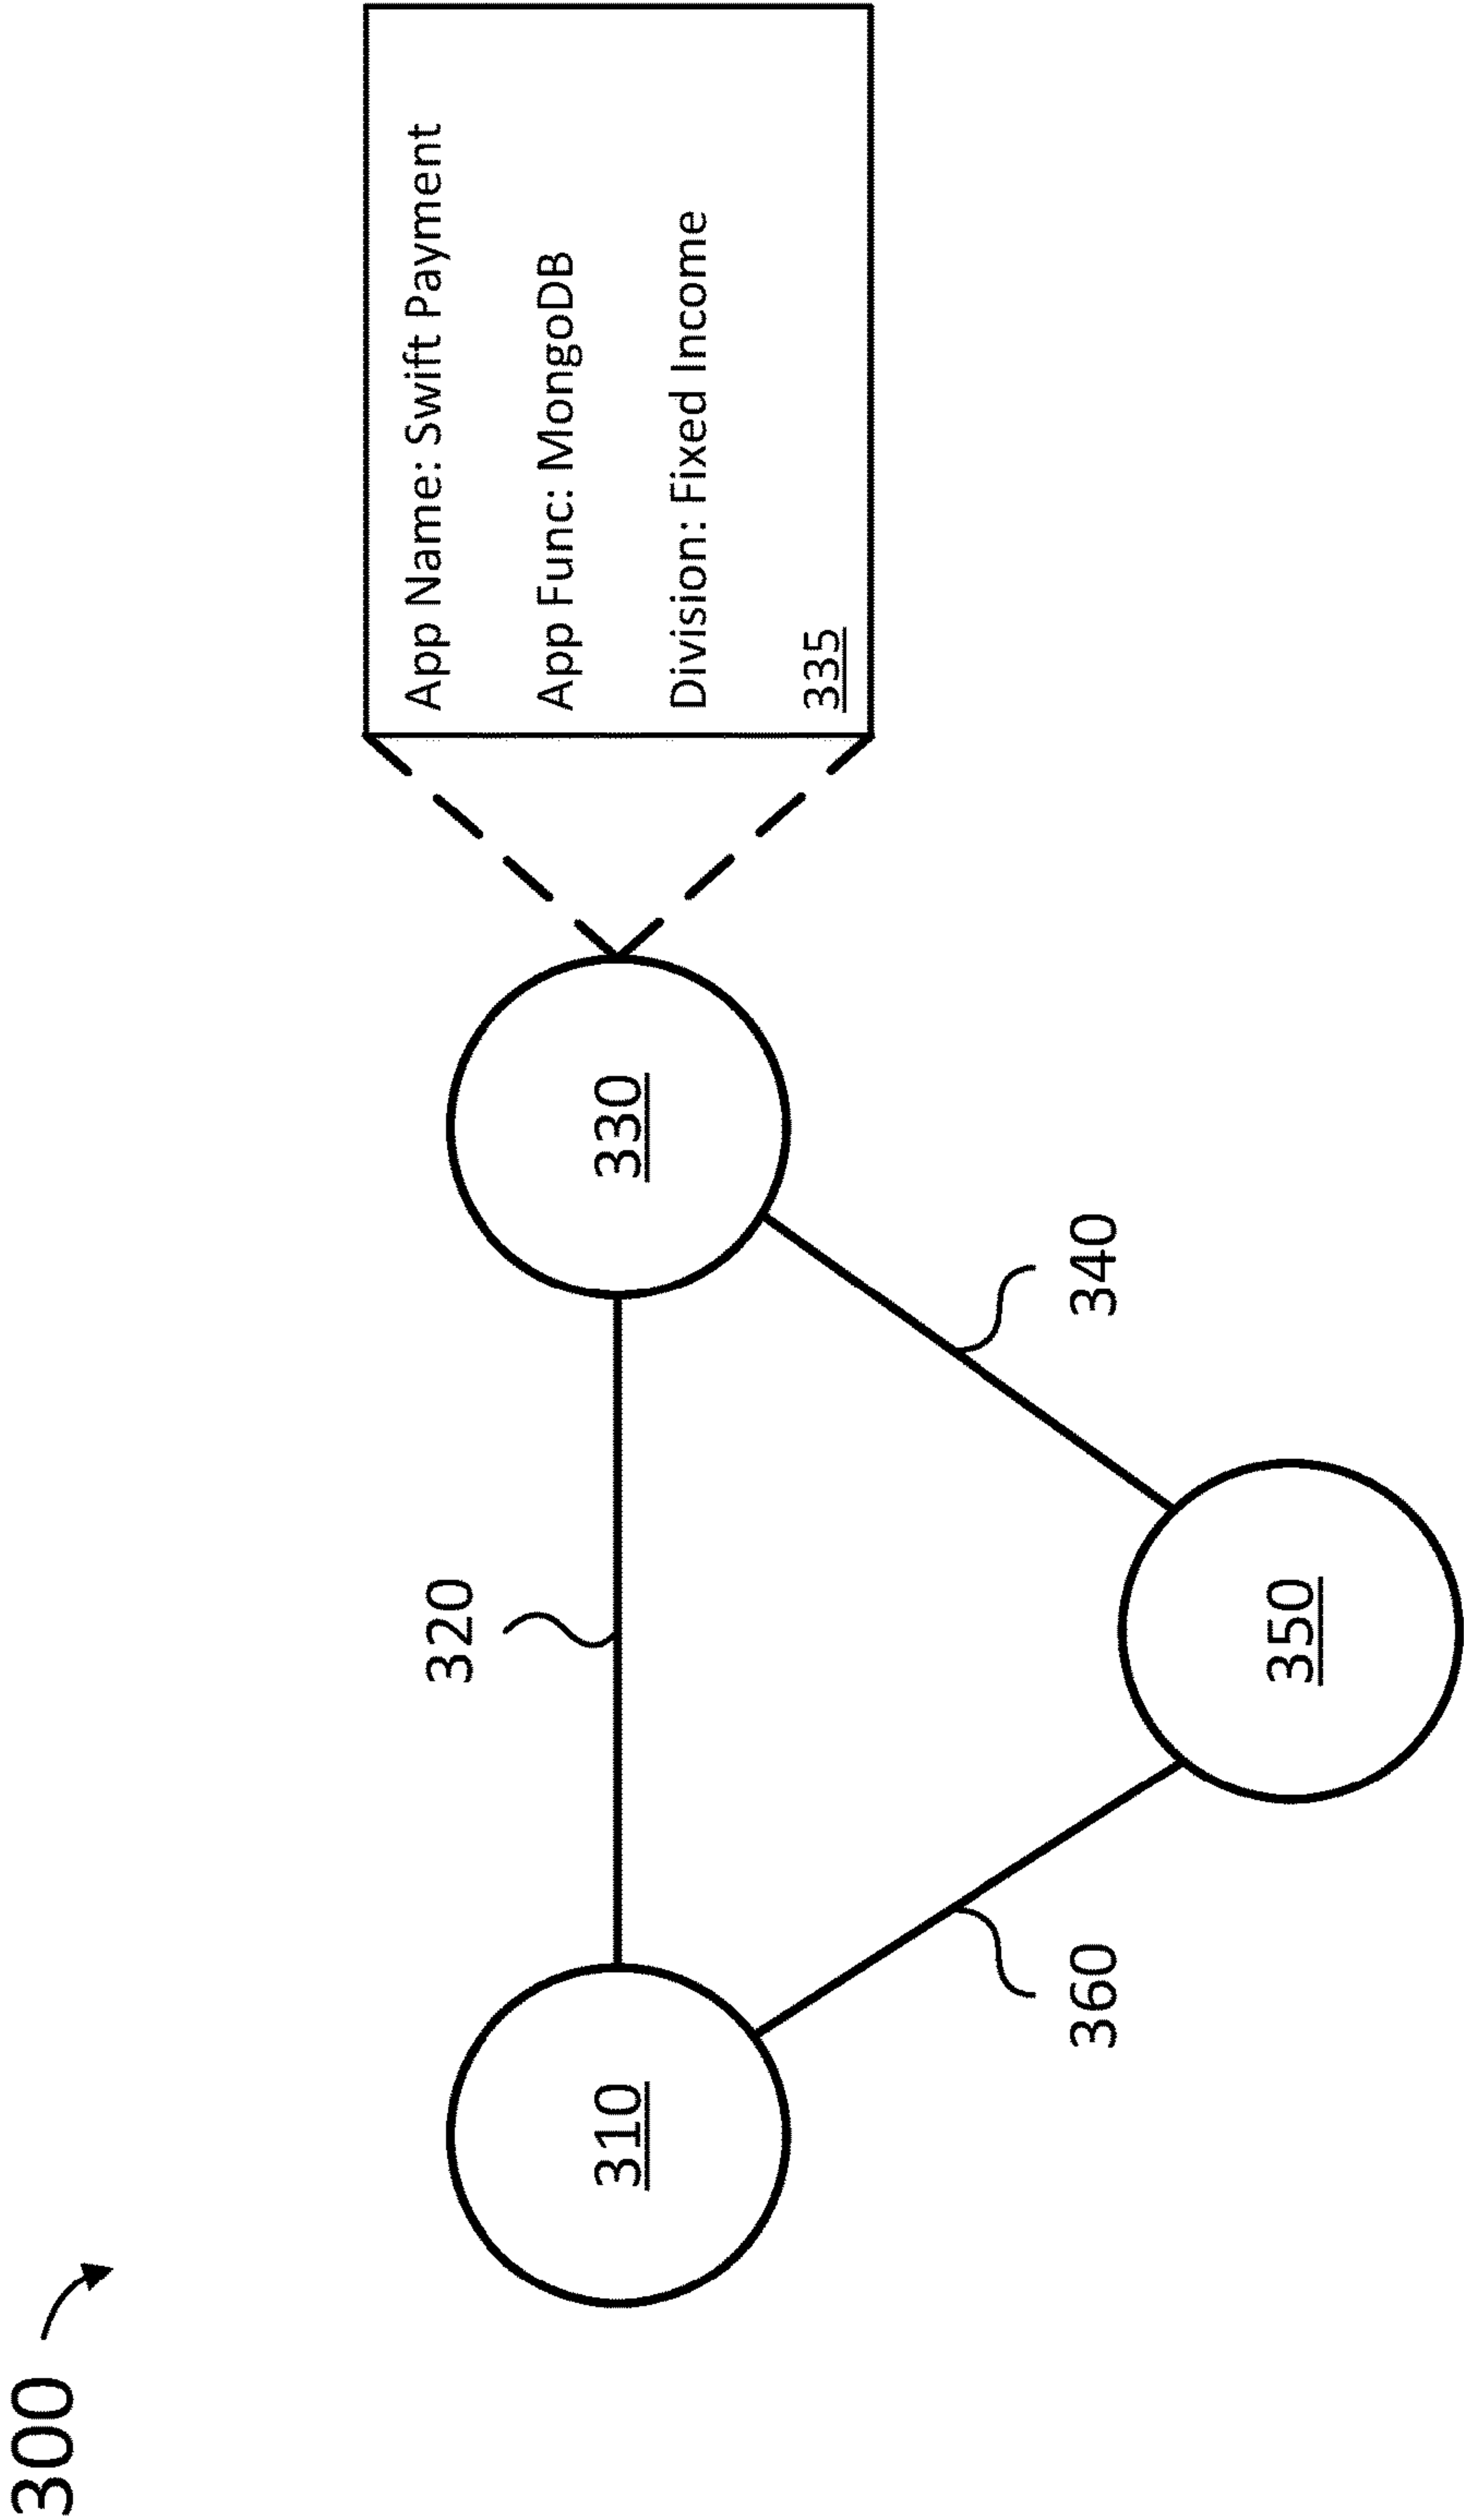 300
320
App Name: Swift Payment
App Func: MongoDB
Division: Fixed Income
335
310
330
360
340
350